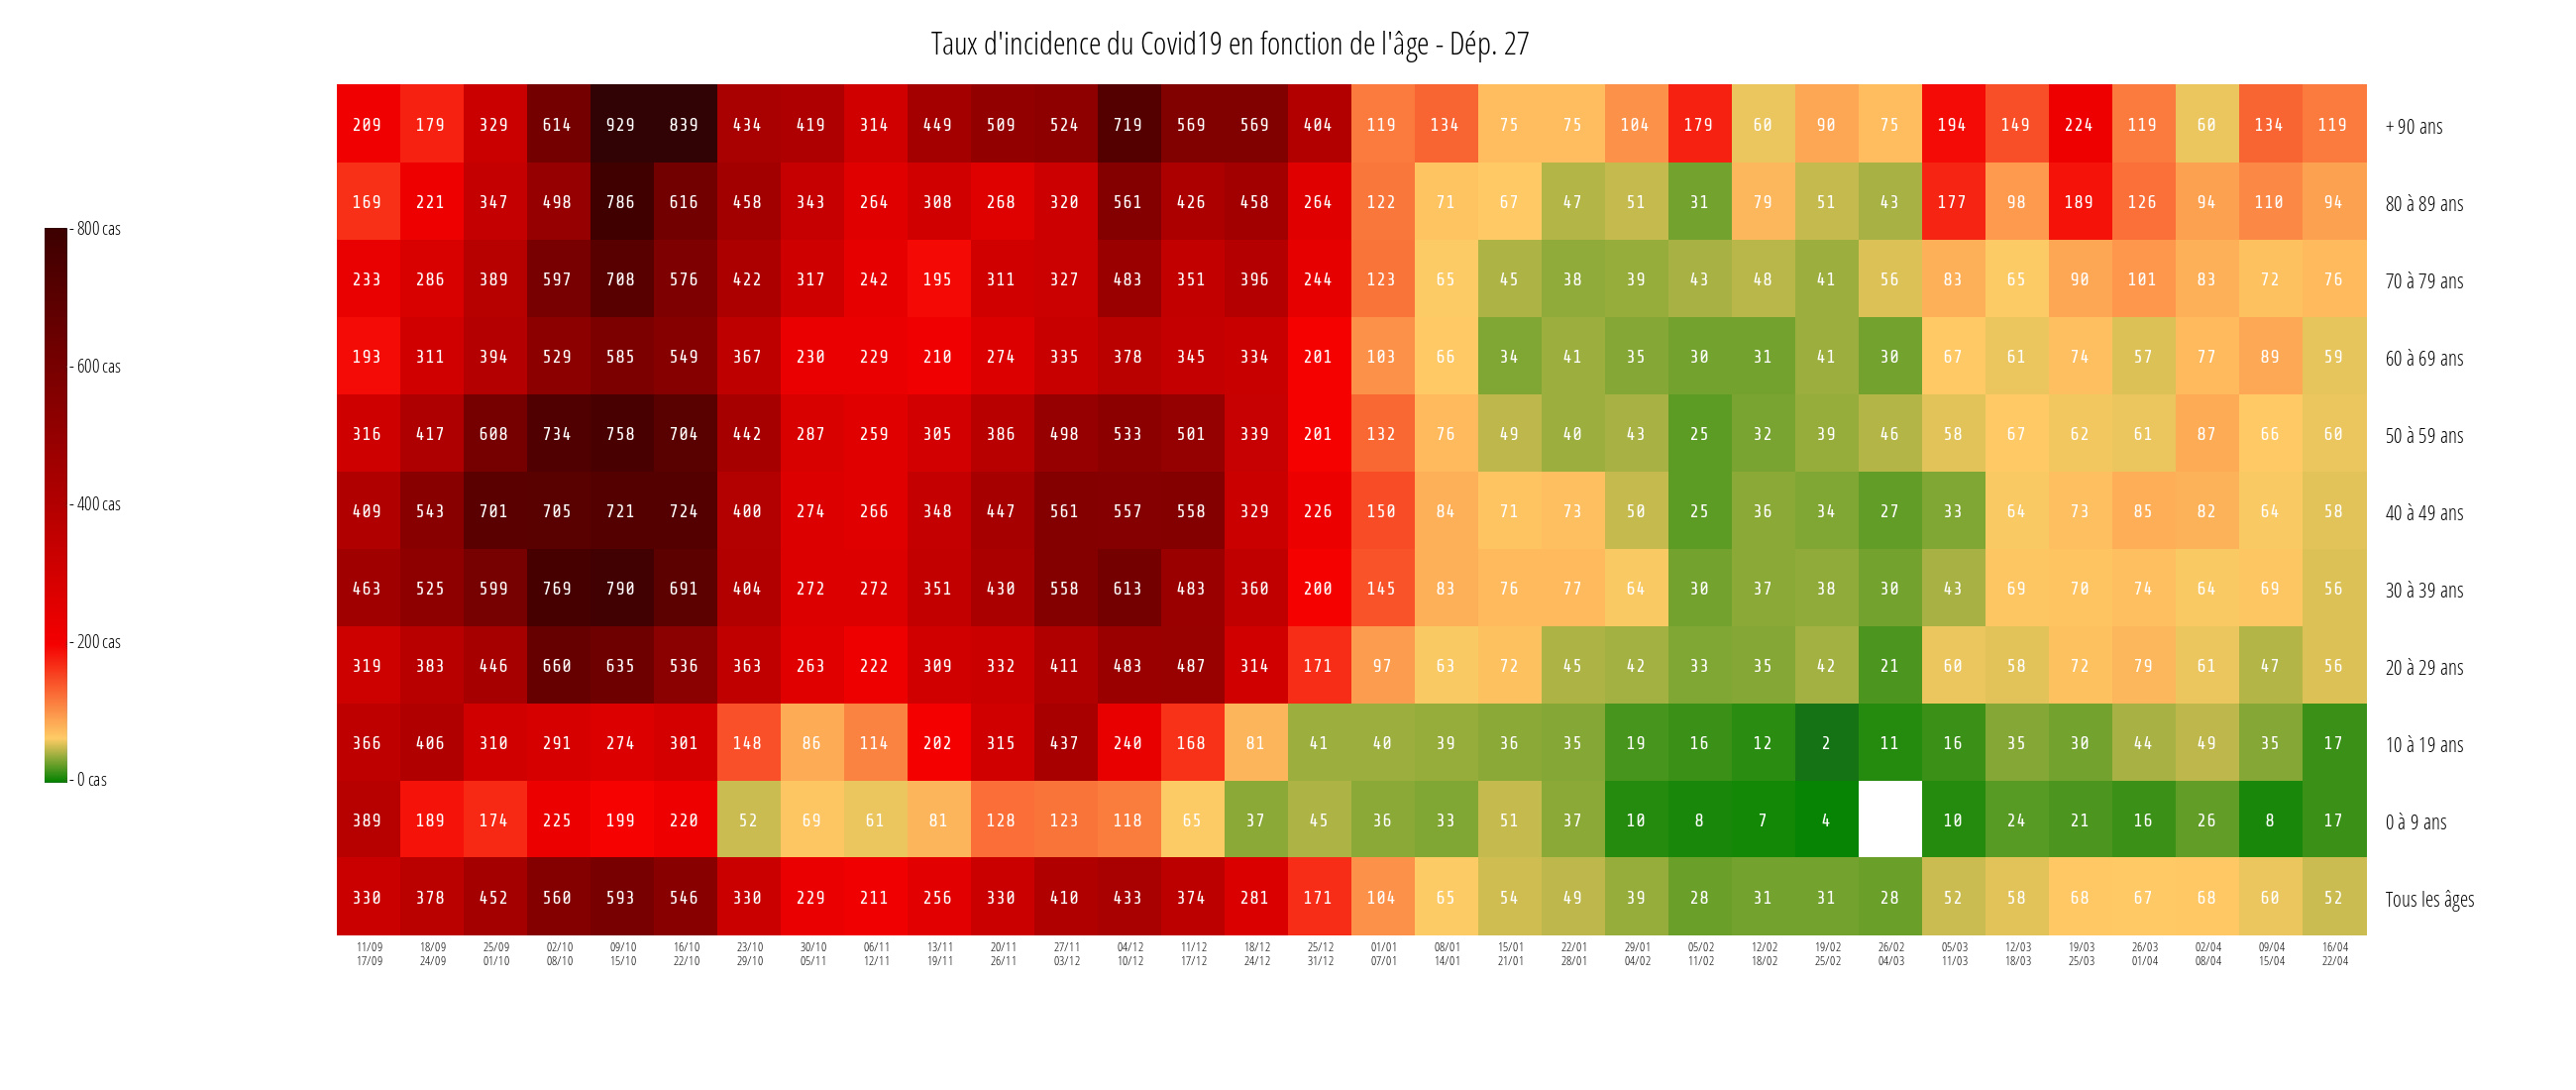 Taux d'incidence du Covid19 en fonction de l'âge - Dép. 27
209 179 329 614 929 839 434 419 314 449 509 524 719 569 569 404 119 134 75 75 104 179 60 90 75 194 149 224 119 60 134 119 + 90 ans
169 221 347 498 786 616 458 343 264 308 268 320 561 426 458 264 122 71 67 47 51 31 79 51 43 177 98 189 126 94 110 94 80 à 89 ans
233 286 389 597 708 576 422 317 242 195 311 327 483 351 396 244 123 65 45 38 39 43 48 41 56 83 65 90 101 83 72 76 70 à 79 ans
193 311 394 529 585 549 367 230 229 210 274 335 378 345 334 201 103 66 34 41 35 30 31 41 30 67 61 74 57 77 89 59 60 à 69 ans
316 417 608 734 758 704 442 287 259 305 386 498 533 501 339 201 132 76 49 40 43 25 32 39 46 58 67 62 61 87 66 60 50 à 59 ans
409 543 701 705 721 724 400 274 266 348 447 561 557 558 329 226 150 84 71 73 50 25 36 34 27 33 64 73 85 82 64 58 40 à 49 ans
463 525 599 769 790 691 404 272 272 351 430 558 613 483 360 200 145 83 76 77 64 30 37 38 30 43 69 70 74 64 69 56 30 à 39 ans
319 383 446 660 635 536 363 263 222 309 332 411 483 487 314 171 97 63 72 45 42 33 35 42 21 60 58 72 79 61 47 56 20 à 29 ans
366 406 310 291 274 301 148 86 114 202 315 437 240 168 81 41 40 39 36 35 19 16 12 2 11 16 35 30 44 49 35 17 10 à 19 ans
389 189 174 225 199 220 52 69 61 81 128 123 118 65 37 45 36 33 51 37 10 8 7 4 10 24 21 16 26 8 17 0 à 9 ans
330 378 452 560 593 546 330 229 211 256 330 410 433 374 281 171 104 65 54 49 39 28 31 31 28 52 58 68 67 68 60 52 Tous les âges
11/09 18/09 25/09 02/10 09/10 16/10 23/10 30/10 06/11 13/11 20/11 27/11 04/12 11/12 18/12 25/12 01/01 08/01 15/01 22/01 29/01 05/02 12/02 19/02 26/02 05/03 12/03 19/03 26/03 02/04 09/04 16/04
17/09 24/09 01/10 08/10 15/10 22/10 29/10 05/11 12/11 19/11 26/11 03/12 10/12 17/12 24/12 31/12 07/01 14/01 21/01 28/01 04/02 11/02 18/02 25/02 04/03 11/03 18/03 25/03 01/04 08/04 15/04 22/04
- 800 cas
- 600 cas
- 400 cas
- 200 cas
- 0 cas